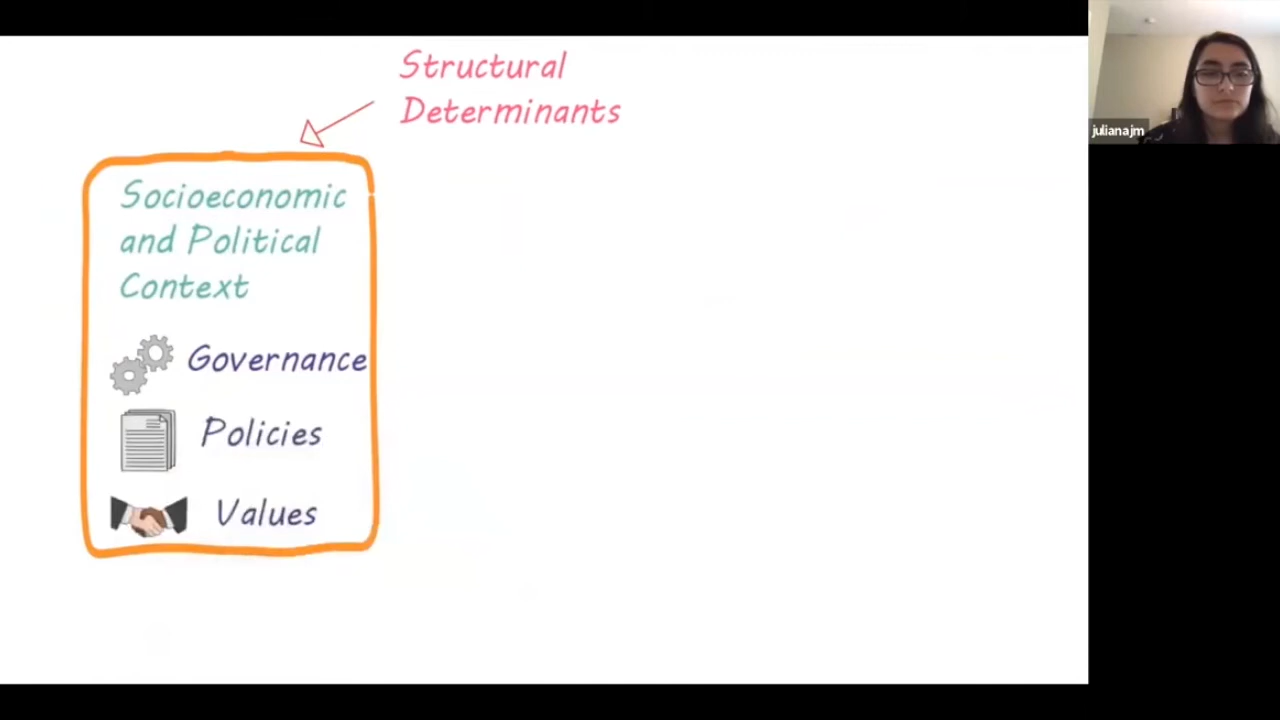 Structural
Determinants
Socioeconomic
and Political
Context
Governance
Policies
Values
julianajm